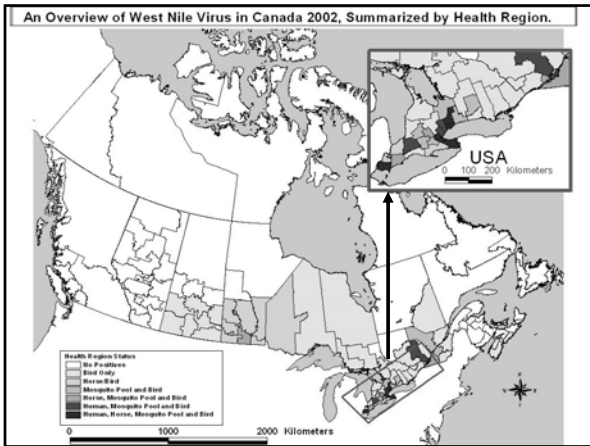 An Overview of West Nile Virus in Canada 2002, Summarized by Health Region.
USA
0 100 200 Kilometers
Health Region Status
No Positives
Bird Only
Horse/Bird
Mosquito Pool and Bird
Horse, Mosquito Pool and Bird
Human, Mosquito Pool and Bird
Human, Horse, Mosquito Pool and Bird
0 1000 2000 Kilometers